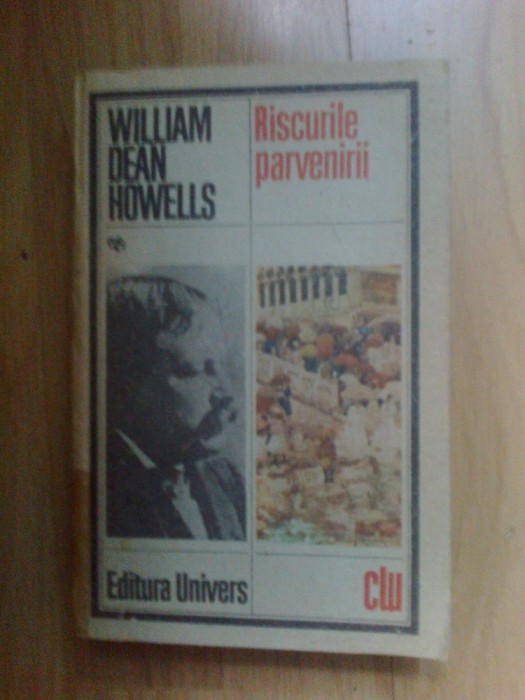 WILLIAM
DEAN
HOWELLS
Riscurile
parvenirii
Editura Univers
clu